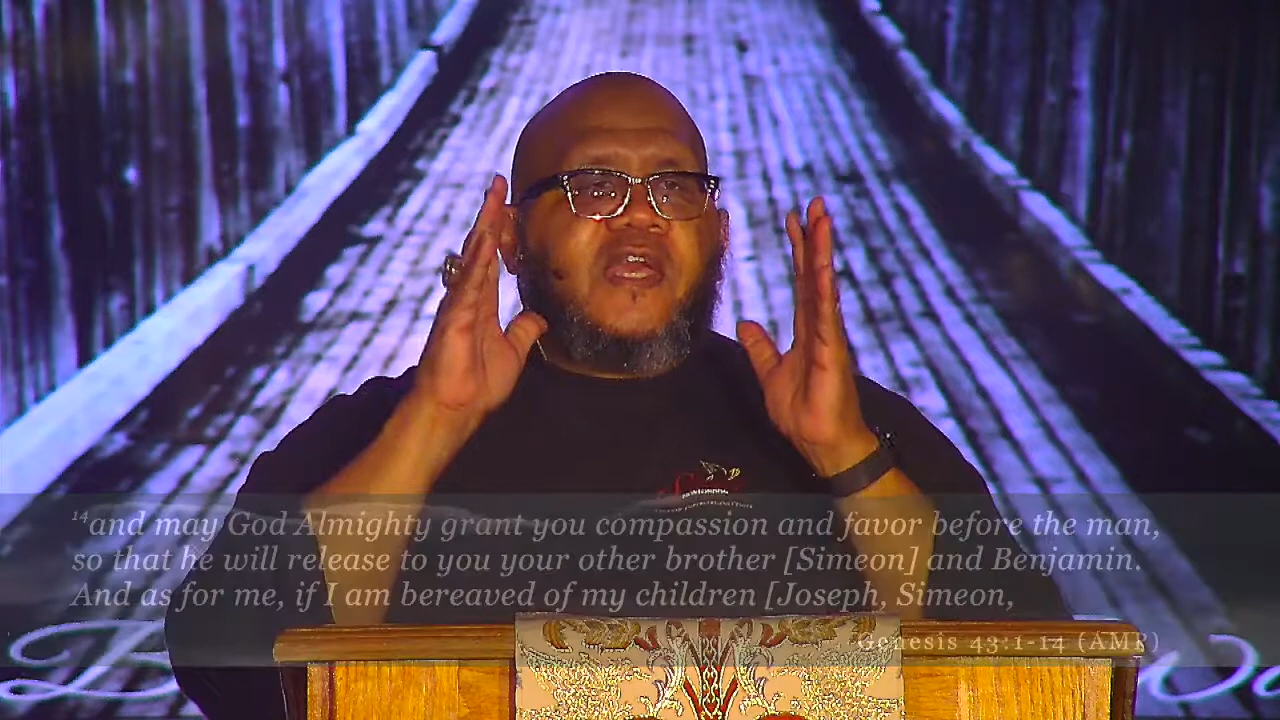 ¹⁴and may God Almighty grant you compassion and favor before the man,
so that he will release to you your other brother [Simeon] and Benjamin.
And as for me, if I am bereaved of my children [Joseph, Simeon,
Genesis 43:1-14 (AMP)